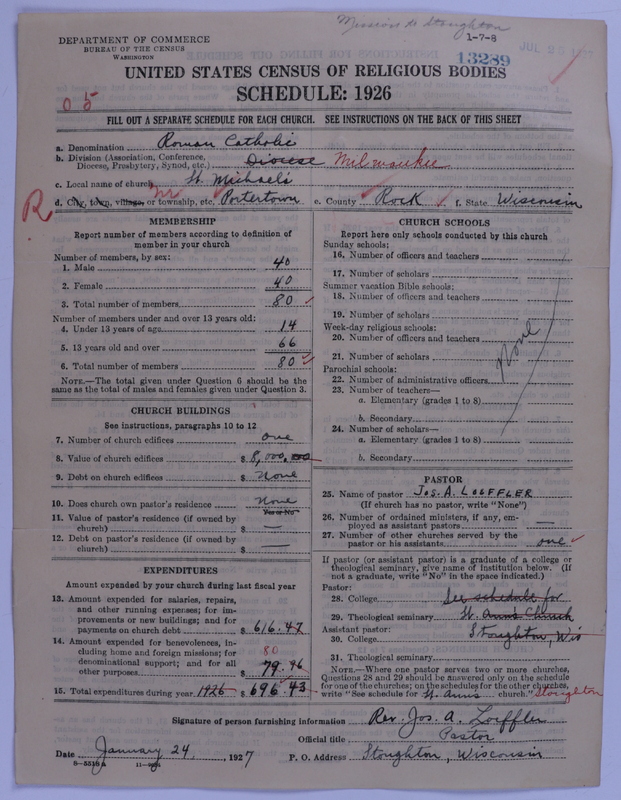 Mission to Stoughton
DEPARTMENT OF COMMERCE
BUREAU OF THE CENSUS
WASHINGTON
1-7-8
13289
UNITED STATES CENSUS OF RELIGIOUS BODIES
SCHEDULE: 1926
05
FILL OUT A SEPARATE SCHEDULE FOR EACH CHURCH. SEE INSTRUCTIONS ON THE BACK OF THIS SHEET
a. Denomination Roman Catholic
b. Division (Association, Conference, Diocese, Presbytery, Synod, etc.) Diocese Milwaukee
c. Local name of church St. Michael's
R
d. City, town, village, or township, etc. Portertown e. County Rock f. State Wisconsin
MEMBERSHIP
Report number of members according to definition of
member in your church
Number of members, by sex:
1. Male 40
2. Female 40
3. Total number of members 80
Number of members under and over 13 years old:
4. Under 13 years of age 14
5. 13 years old and over 66
6. Total number of members 80
NOTE.—The total given under Question 6 should be the
same as the total of males and females given under Question 3.
CHURCH BUILDINGS
See instructions, paragraphs 10 to 12
7. Number of church edifices one
8. Value of church edifices $ 8,000.00
9. Debt on church edifices $ None
10. Does church own pastor's residence None
Yes or No
11. Value of pastor's residence (if owned by
church) $ —
12. Debt on pastor's residence (if owned by
church) $ —
EXPENDITURES
Amount expended by your church during last fiscal year
13. Amount expended for salaries, repairs,
and other running expenses; for im-
provements or new buildings; and for
payments on church debt $ 616.47
14. Amount expended for benevolences, in-
cluding home and foreign missions; for
denominational support; and for all
other purposes $ 79.96
80
15. Total expenditures during year 1926 $ 696.43
CHURCH SCHOOLS
Report here only schools conducted by this church
Sunday schools:
16. Number of officers and teachers
17. Number of scholars
Summer vacation Bible schools:
18. Number of officers and teachers
19. Number of scholars
Week-day religious schools:
20. Number of officers and teachers
21. Number of scholars
None
Parochial schools:
22. Number of administrative officers
23. Number of teachers—
a. Elementary (grades 1 to 8)
b. Secondary
24. Number of scholars—
a. Elementary (grades 1 to 8)
b. Secondary
PASTOR
25. Name of pastor JOS. A. LOEFFLER
(If church has no pastor, write "None")
26. Number of ordained ministers, if any, em-
ployed as assistant pastors —
27. Number of other churches served by the
pastor or his assistants one
If pastor (or assistant pastor) is a graduate of a college or
theological seminary, give name of institution below. (If
not a graduate, write "No" in the space indicated.)
Pastor:
28. College See schedule for
29. Theological seminary St. Ann's Church
Assistant pastor:
30. College Stoughton, Wis
31. Theological seminary
NOTE.—Where one pastor serves two or more churches,
Questions 28 and 29 should be answered only on the schedule
for one of the churches; on the schedules for the other churches,
write "See schedule for St. Anns church." Stoughton
Signature of person furnishing information Rev. Jos. A. Loeffler
Official title Pastor
Date January 24, 1927 P. O. Address Stoughton, Wisconsin